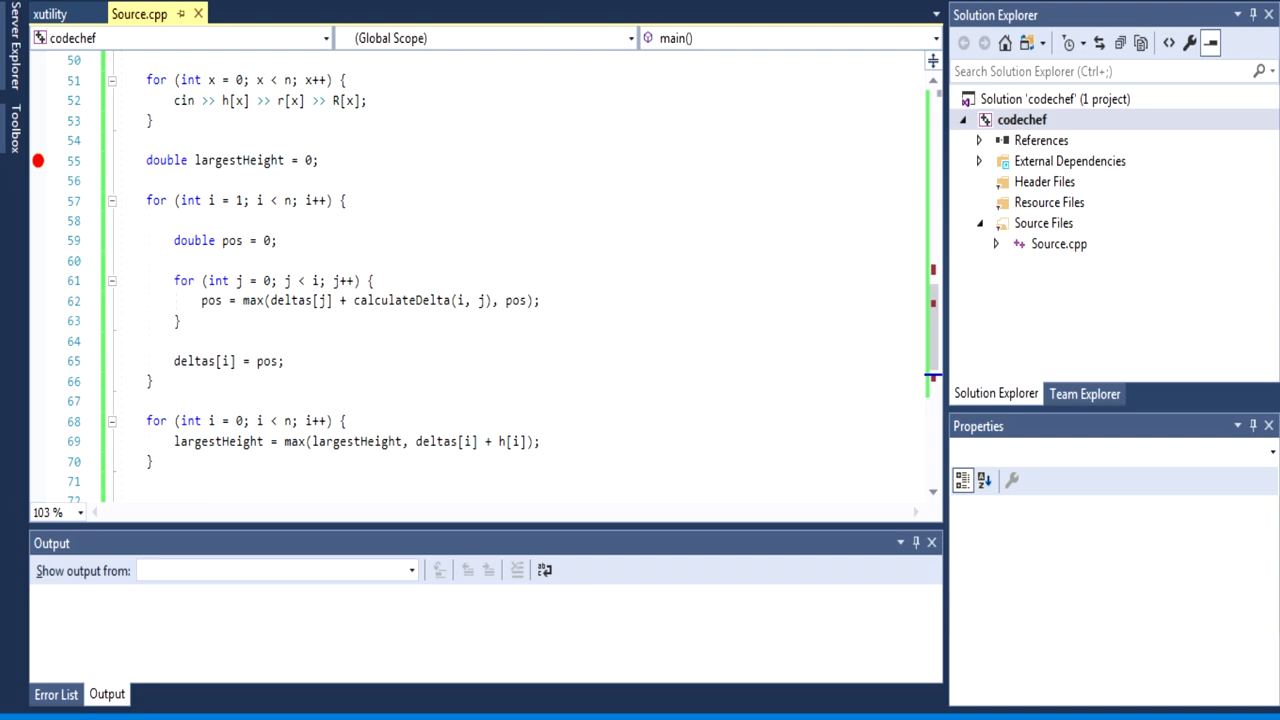 Server Explorer
Toolbox
xutility
Source.cpp
codechef
(Global Scope)
main()
50
51 for (int x = 0; x < n; x++) {
52 cin >> h[x] >> r[x] >> R[x];
53 }
54
55 double largestHeight = 0;
56
57 for (int i = 1; i < n; i++) {
58
59 double pos = 0;
60
61 for (int j = 0; j < i; j++) {
62 pos = max(deltas[j] + calculateDelta(i, j), pos);
63 }
64
65 deltas[i] = pos;
66 }
67
68 for (int i = 0; i < n; i++) {
69 largestHeight = max(largestHeight, deltas[i] + h[i]);
70 }
71
72
103 %
Output
Show output from:
Error List
Output
Solution Explorer
Search Solution Explorer (Ctrl+;)
Solution 'codechef' (1 project)
codechef
References
External Dependencies
Header Files
Resource Files
Source Files
Source.cpp
Solution Explorer
Team Explorer
Properties